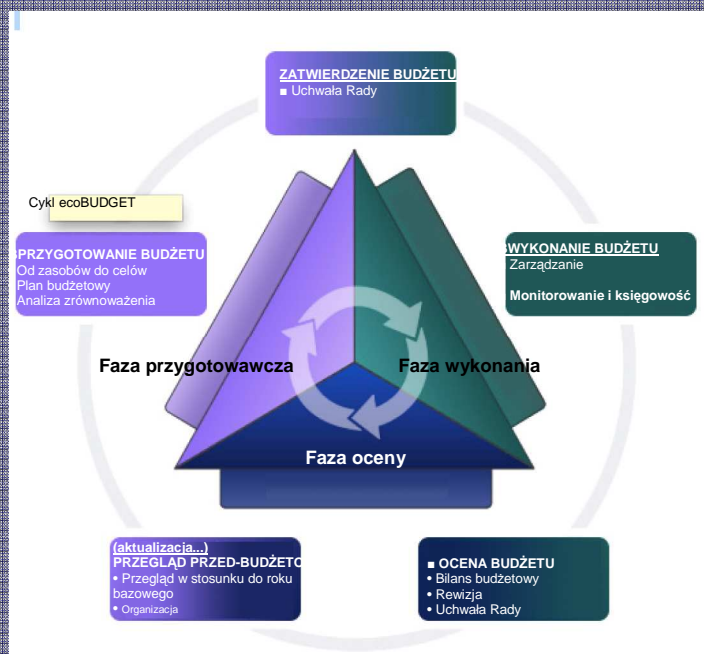 ZATWIERDZENIE BUDŻETU
■ Uchwała Rady
Cykl ecoBUDGET
PRZYGOTOWANIE BUDŻETU
Od zasobów do celów
Plan budżetowy
Analiza zrównoważenia
WYKONANIE BUDŻETU
Zarządzanie
Monitorowanie i księgowość
Faza przygotowawcza
Faza wykonania
Faza oceny
(aktualizacja...)
PRZEGLĄD PRZED-BUDŻETO
• Przegląd w stosunku do roku
bazowego
• Organizacja
■ OCENA BUDŻETU
• Bilans budżetowy
• Rewizja
• Uchwała Rady